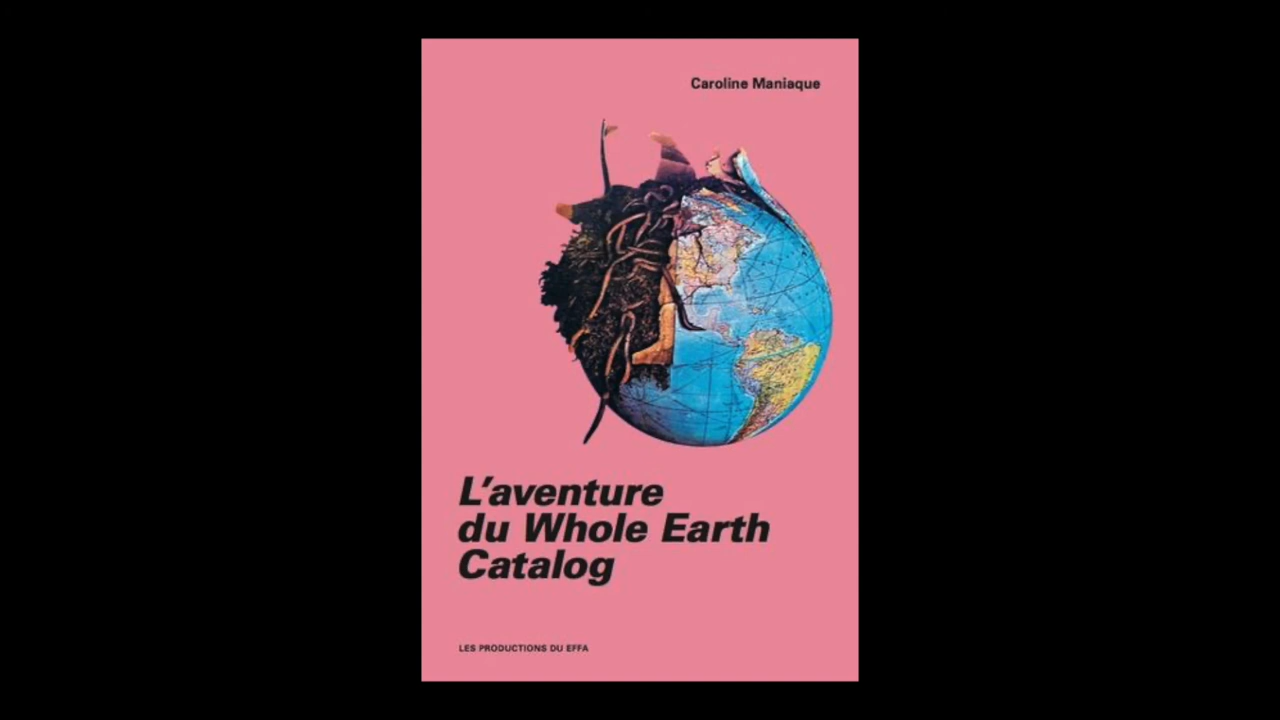 Caroline Maniaque
L'aventure
du Whole Earth
Catalog
LES PRODUCTIONS DU EFFA